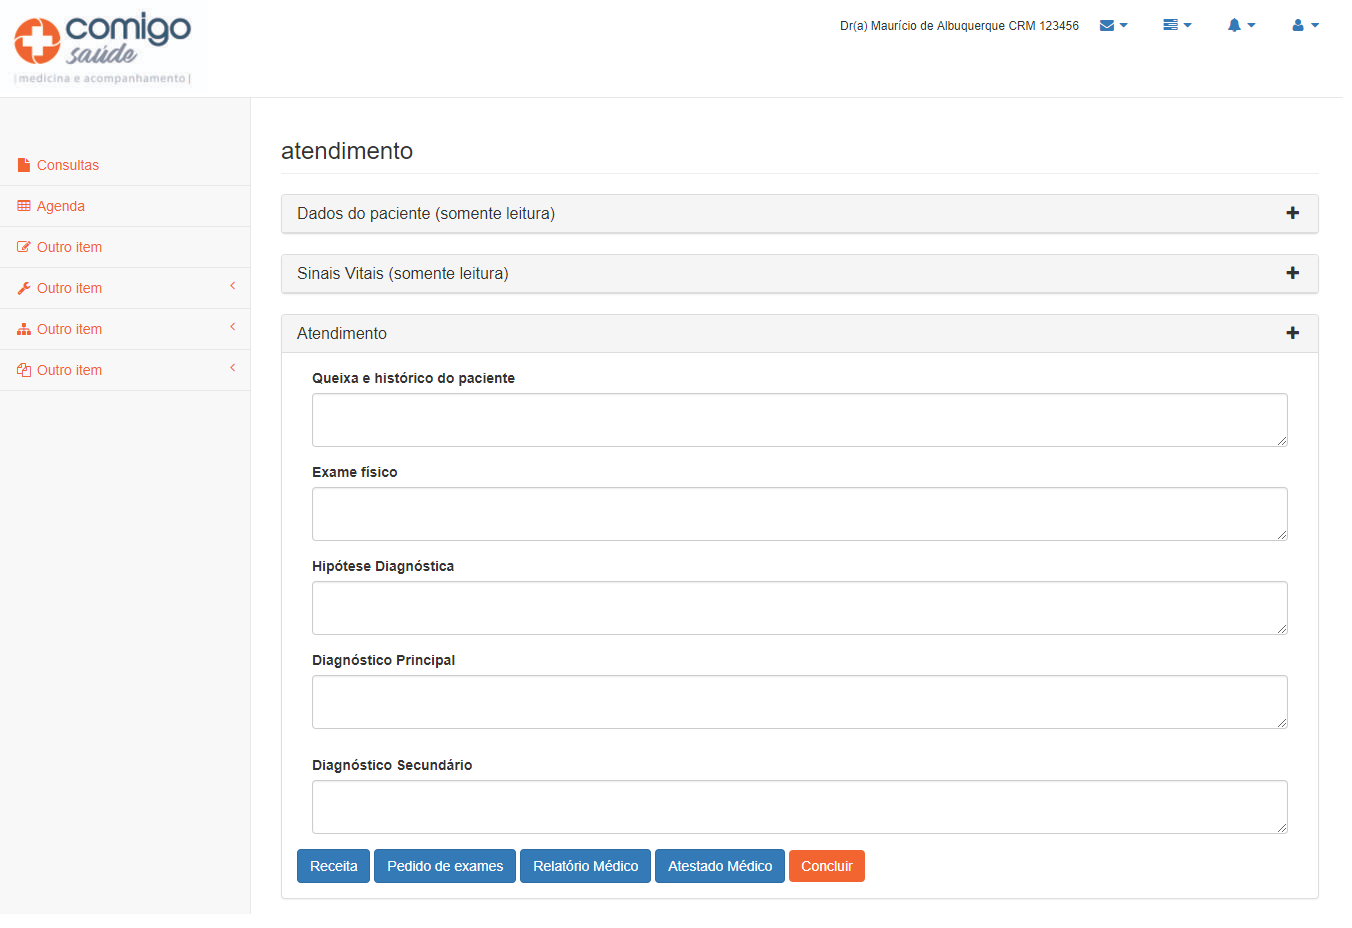 comigo
saúde
|medicina e acompanhamento|
Dr(a) Maurício de Albuquerque CRM 123456
Consultas
Agenda
Outro item
Outro item
Outro item
Outro item
atendimento
Dados do paciente (somente leitura)
Sinais Vitais (somente leitura)
Atendimento
Queixa e histórico do paciente
Exame físico
Hipótese Diagnóstica
Diagnóstico Principal
Diagnóstico Secundário
Receita Pedido de exames Relatório Médico Atestado Médico Concluir